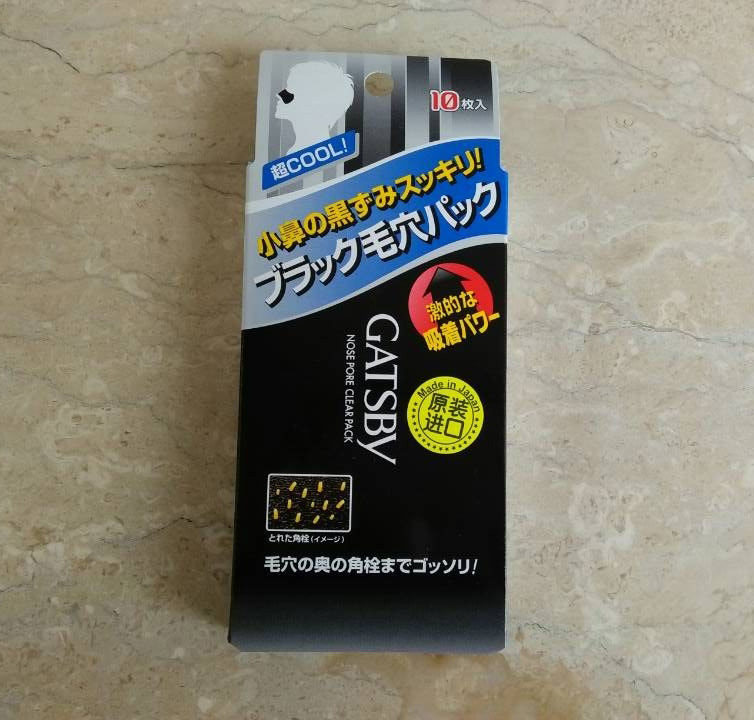 10枚入
超COOL!
小鼻の黒ずみスッキリ!
ブラック毛穴パック
激的な
吸着パワー
GATSBY
NOSE PORE CLEAR PACK
Made in Japan
原装
进口
とれた角栓(イメージ)
毛穴の奥の角栓までゴッソリ!